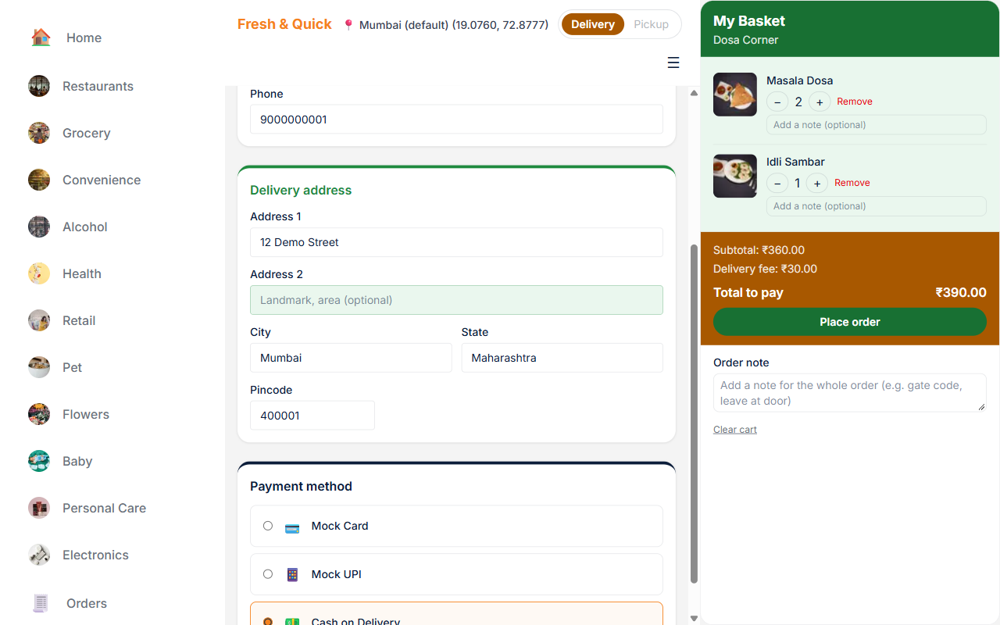 Home
Restaurants
Grocery
Convenience
Alcohol
Health
Retail
Pet
Flowers
Baby
Personal Care
Electronics
Orders
Fresh & Quick
Mumbai (default) (19.0760, 72.8777)
Delivery
Pickup
Phone
9000000001
Delivery address
Address 1
12 Demo Street
Address 2
Landmark, area (optional)
City
State
Mumbai
Maharashtra
Pincode
400001
Payment method
Mock Card
Mock UPI
Cash on Delivery
My Basket
Dosa Corner
Masala Dosa
− 2 + Remove
Add a note (optional)
Idli Sambar
− 1 + Remove
Add a note (optional)
Subtotal: ₹360.00
Delivery fee: ₹30.00
Total to pay ₹390.00
Place order
Order note
Add a note for the whole order (e.g. gate code,
leave at door)
Clear cart